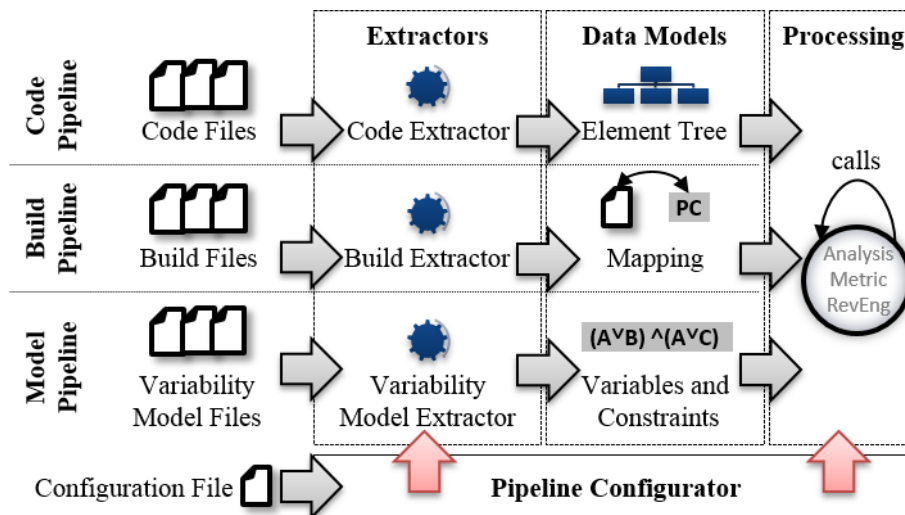 Extractors
Data Models
Processing
Code
Pipeline
Code Files
Code Extractor
Element Tree
calls
Build
Pipeline
Build Files
Build Extractor
PC
Mapping
Analysis
Metric
RevEng
Model
Pipeline
Variability
Model Files
Variability
Model Extractor
(A∨B) ^(A∨C)
Variables and
Constraints
Configuration File
Pipeline Configurator